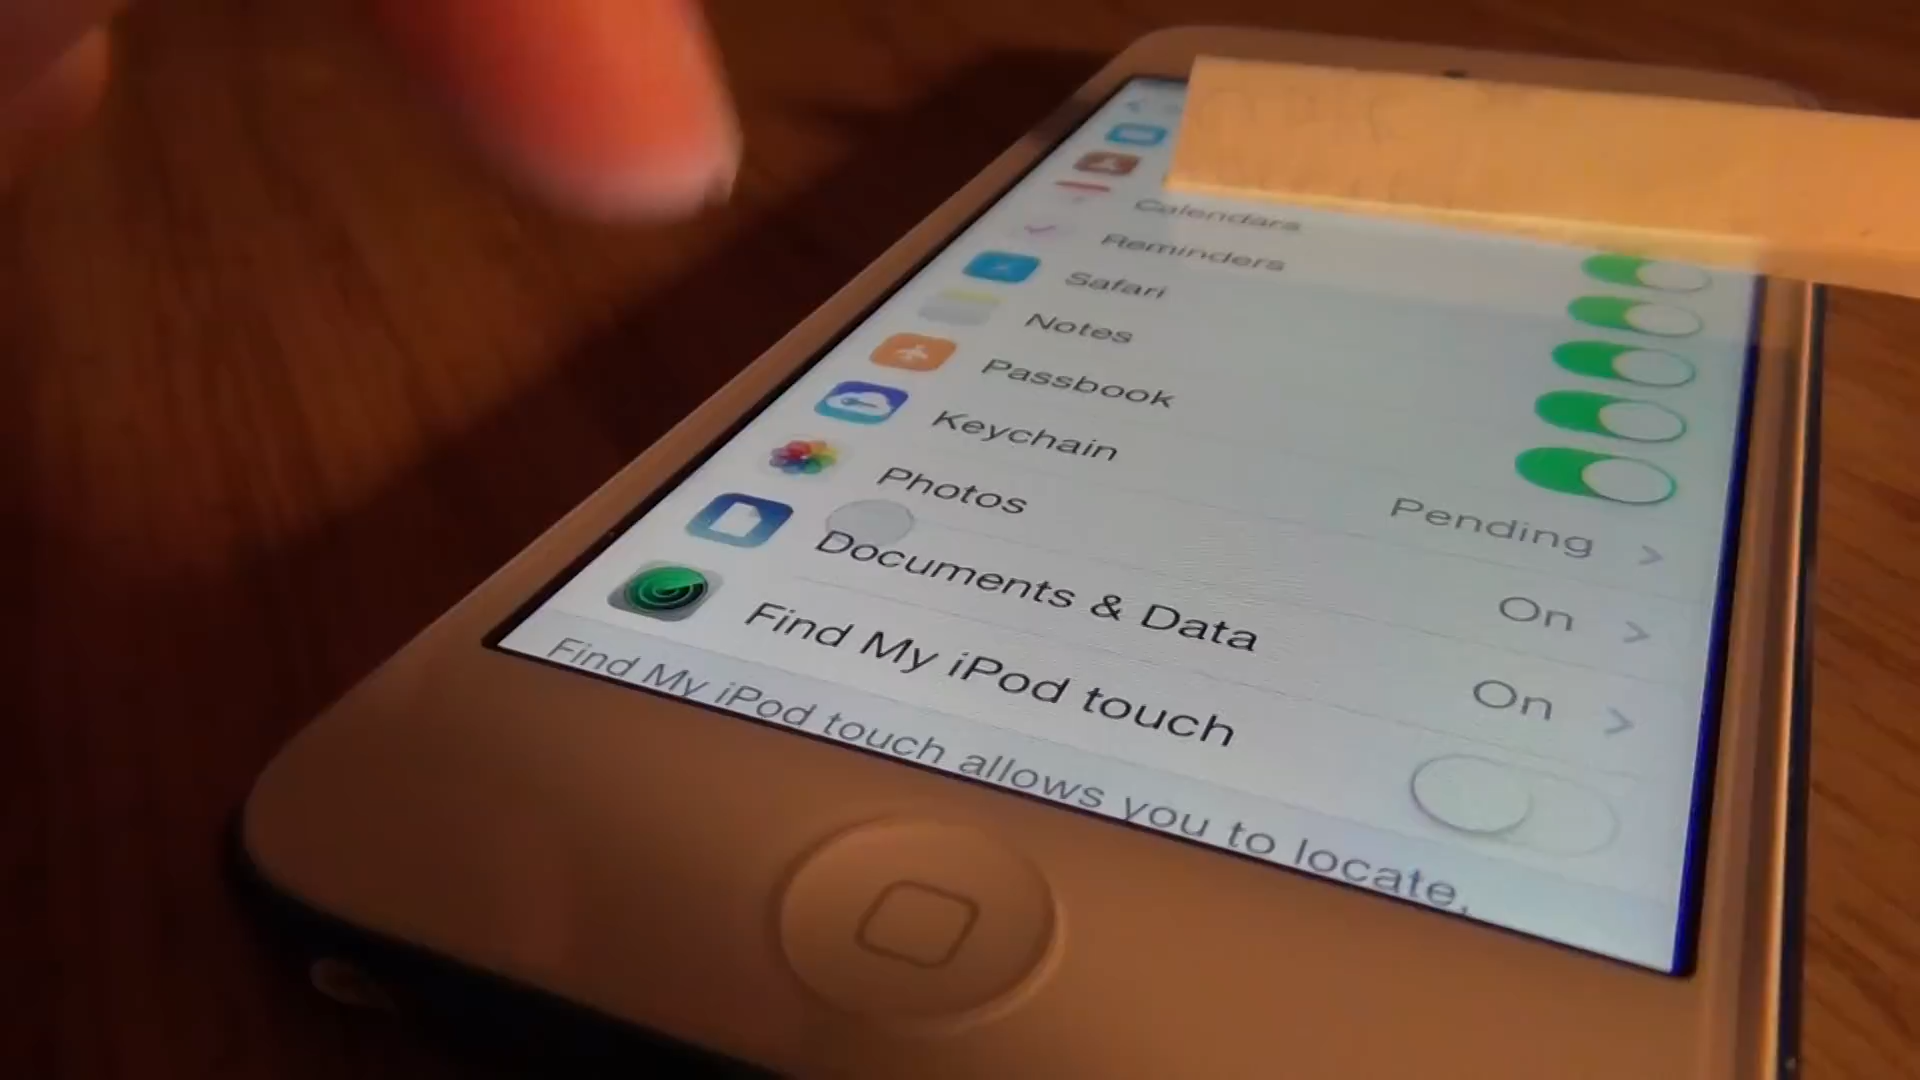 Calendars
Reminders
Safari
Notes
Passbook
Keychain Pending
Photos On
Documents & Data On
Find My iPod touch
Find My iPod touch allows you to locate,